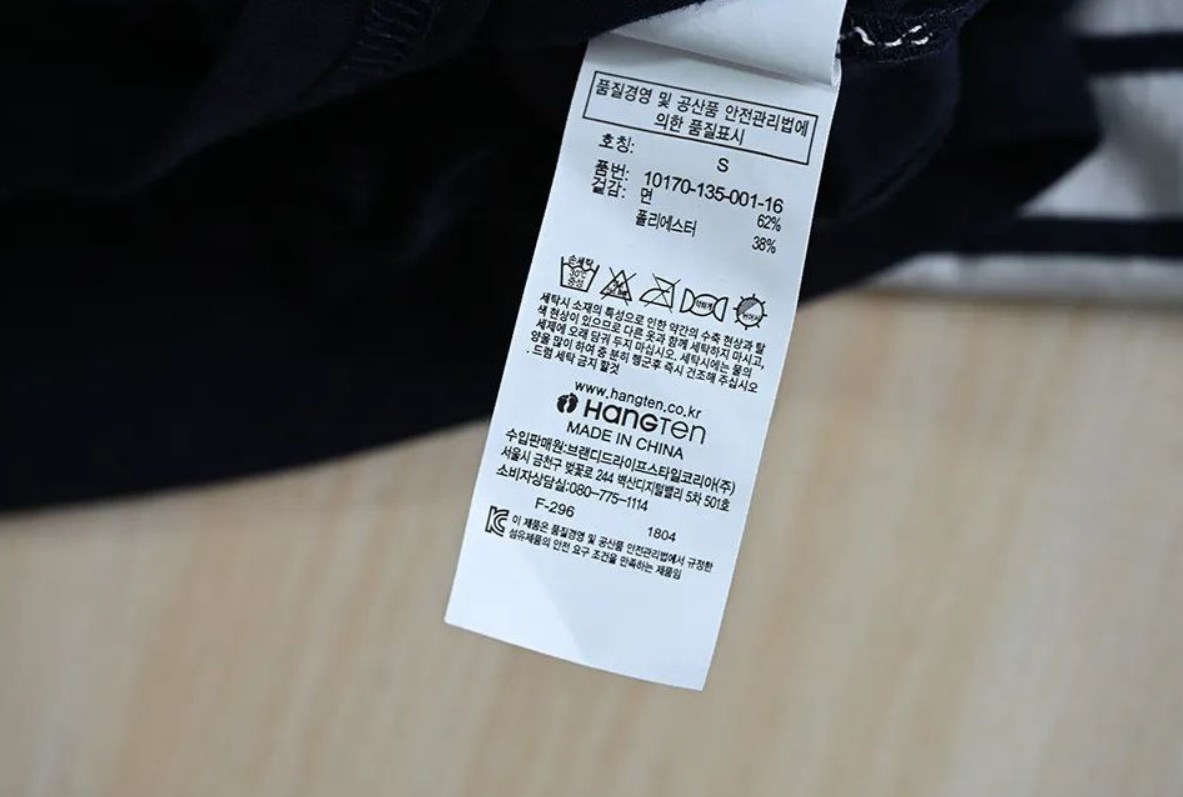 품질경영 및 공산품 안전관리법에
의한 품질표시
호칭: S
품번: 10170-135-001-16
겉감: 면 62%
폴리에스터 38%
손세탁
30℃
중성
세탁시 소재의 특성으로 인한 약간의 수축 현상과 탈
색 현상이 있으므로 다른 옷과 함께 세탁하지 마시고,
세제에 오래 담궈 두지 마십시오. 세탁시에는 물의
양을 많이 하여 충 분히 헹군후 즉시 건조해 주십시오
. 드럼 세탁 금지 할것
www.hangten.co.kr
HANGTEN
MADE IN CHINA
수입판매원:브랜디드라이프스타일코리아(주)
서울시 금천구 벚꽃로 244 벽산디지털밸리 5차 501호
소비자상담실:080-775-1114
F-296 1804
이 제품은 품질경영 및 공산품 안전관리법에서 규정한
섬유제품의 안전 요구 조건을 만족하는 제품임